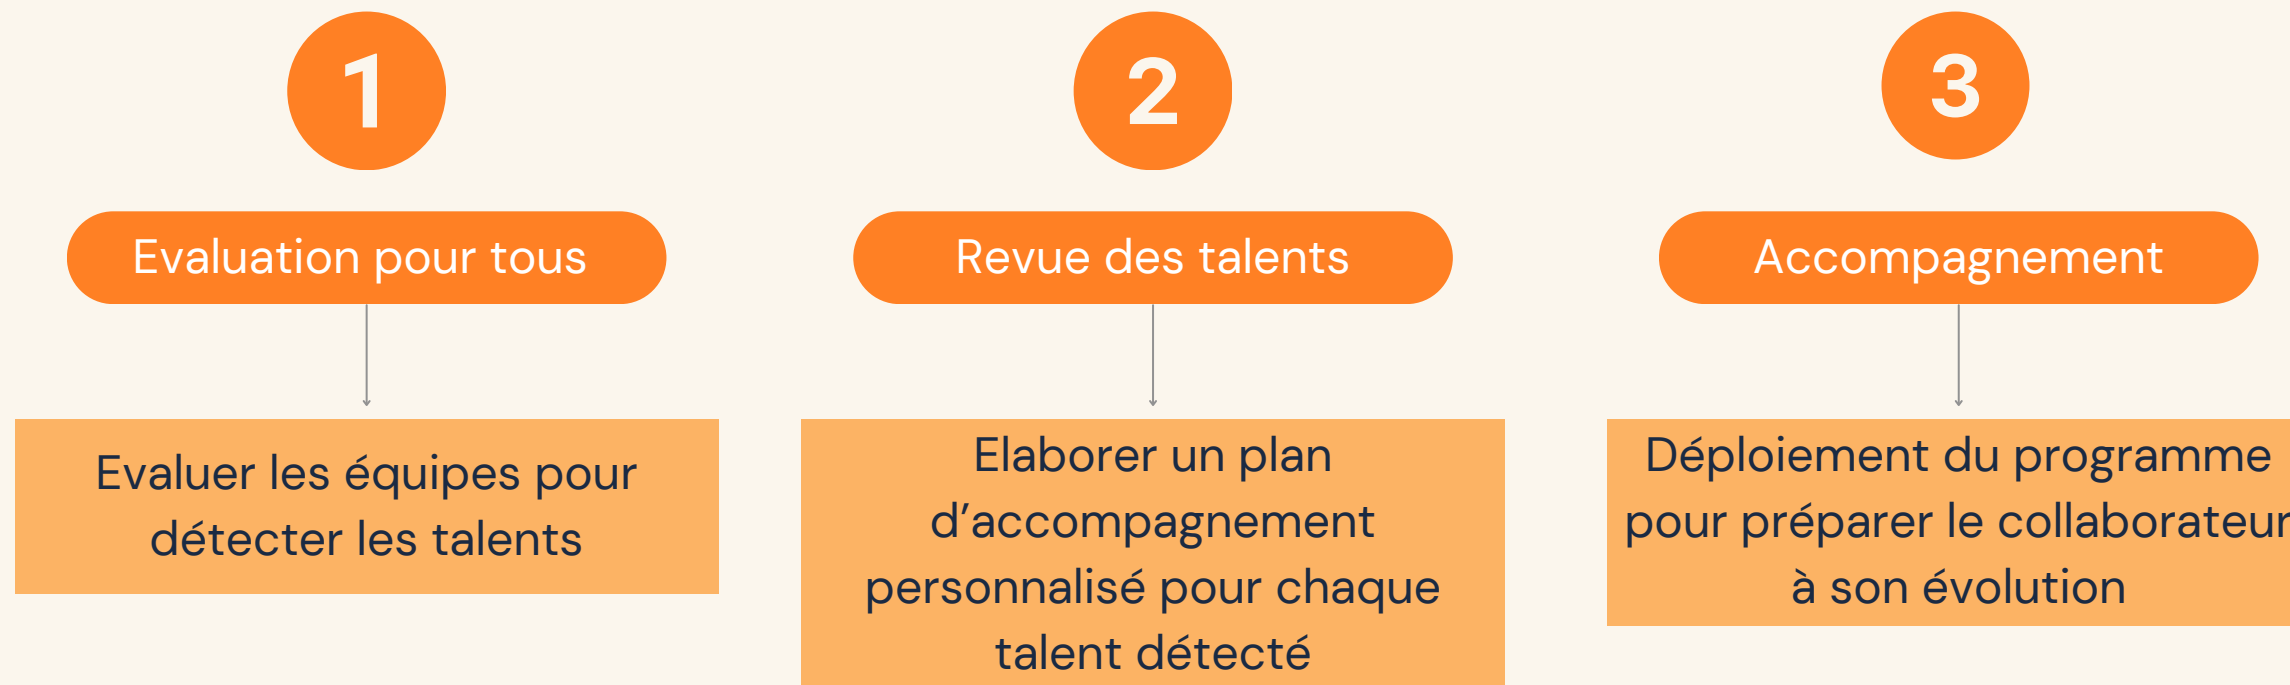 1
Evaluation pour tous
Evaluer les équipes pour
détecter les talents
2
Revue des talents
Elaborer un plan
d’accompagnement
personnalisé pour chaque
talent détecté
3
Accompagnement
Déploiement du programme
pour préparer le collaborateur
à son évolution